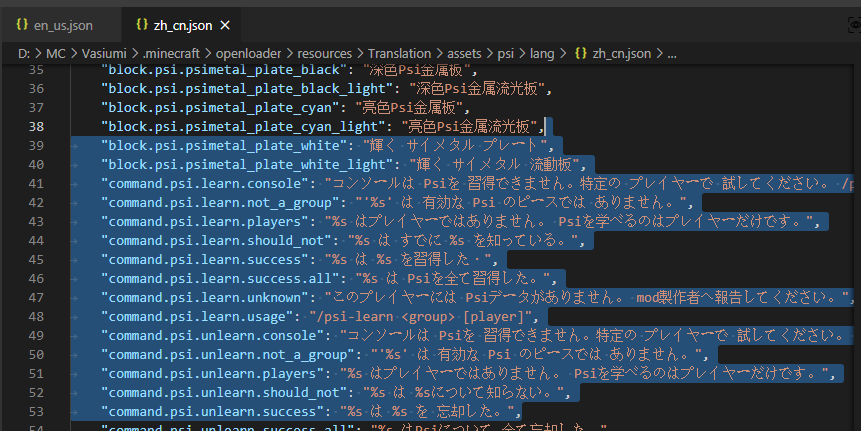 en_us.json
zh_cn.json
D: > MC > Vasiumi > .minecraft > openloader > resources > Translation > assets > psi > lang > {} zh_cn.json > ...
35 "block.psi.psimetal_plate_black": "深色Psi金属板",
36 "block.psi.psimetal_plate_black_light": "深色Psi金属流光板",
37 "block.psi.psimetal_plate_cyan": "亮色Psi金属板",
38 "block.psi.psimetal_plate_cyan_light": "亮色Psi金属流光板",
39 "block.psi.psimetal_plate_white": "輝く サイメタル プレート",
40 "block.psi.psimetal_plate_white_light": "輝く サイメタル 流動板",
41 "command.psi.learn.console": "コンソールは Psiを 習得できません。特定の プレイヤーで 試してください。 /p
42 "command.psi.learn.not_a_group": "'%s' は 有効な Psi のピースでは ありません。",
43 "command.psi.learn.players": "%s はプレイヤーではありません。 Psiを学べるのはプレイヤーだけです。",
44 "command.psi.learn.should_not": "%s は すでに %s を知っている。",
45 "command.psi.learn.success": "%s は %s を習得した・",
46 "command.psi.learn.success.all": "%s は Psiを全て習得した。",
47 "command.psi.learn.unknown": "このプレイヤーには Psiデータがありません。 mod製作者へ報告してください。",
48 "command.psi.learn.usage": "/psi-learn <group> [player]",
49 "command.psi.unlearn.console": "コンソールは Psiを 習得できません。特定の プレイヤーで 試してください。
50 "command.psi.unlearn.not_a_group": "'%s' は 有効な Psi のピースでは ありません。",
51 "command.psi.unlearn.players": "%s はプレイヤーではありません。 Psiを学べるのはプレイヤーだけです。",
52 "command.psi.unlearn.should_not": "%s は %sについて知らない。",
53 "command.psi.unlearn.success": "%s は %s を 忘却した。",
"command.psi.unlearn.success.all": "%s はPsiについて 全て忘却した。"